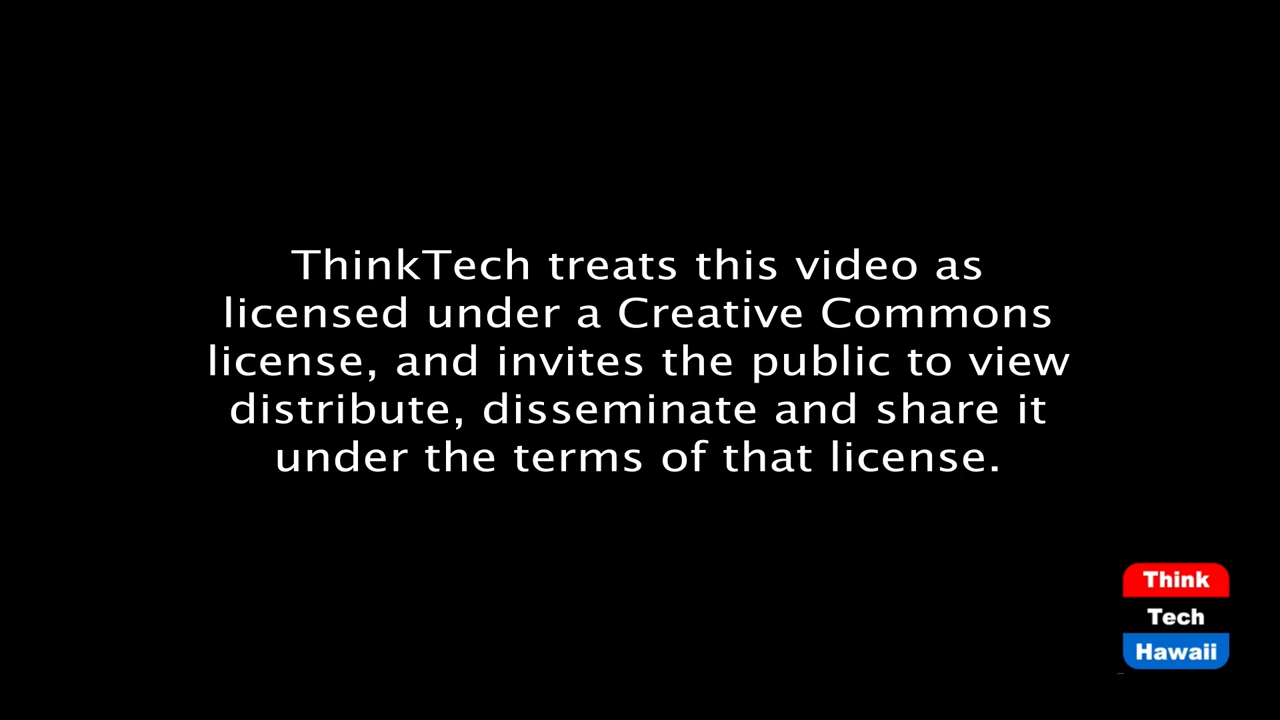 ThinkTech treats this video as
licensed under a Creative Commons
license, and invites the public to view
distribute, disseminate and share it
under the terms of that license.
Think
Tech
Hawaii